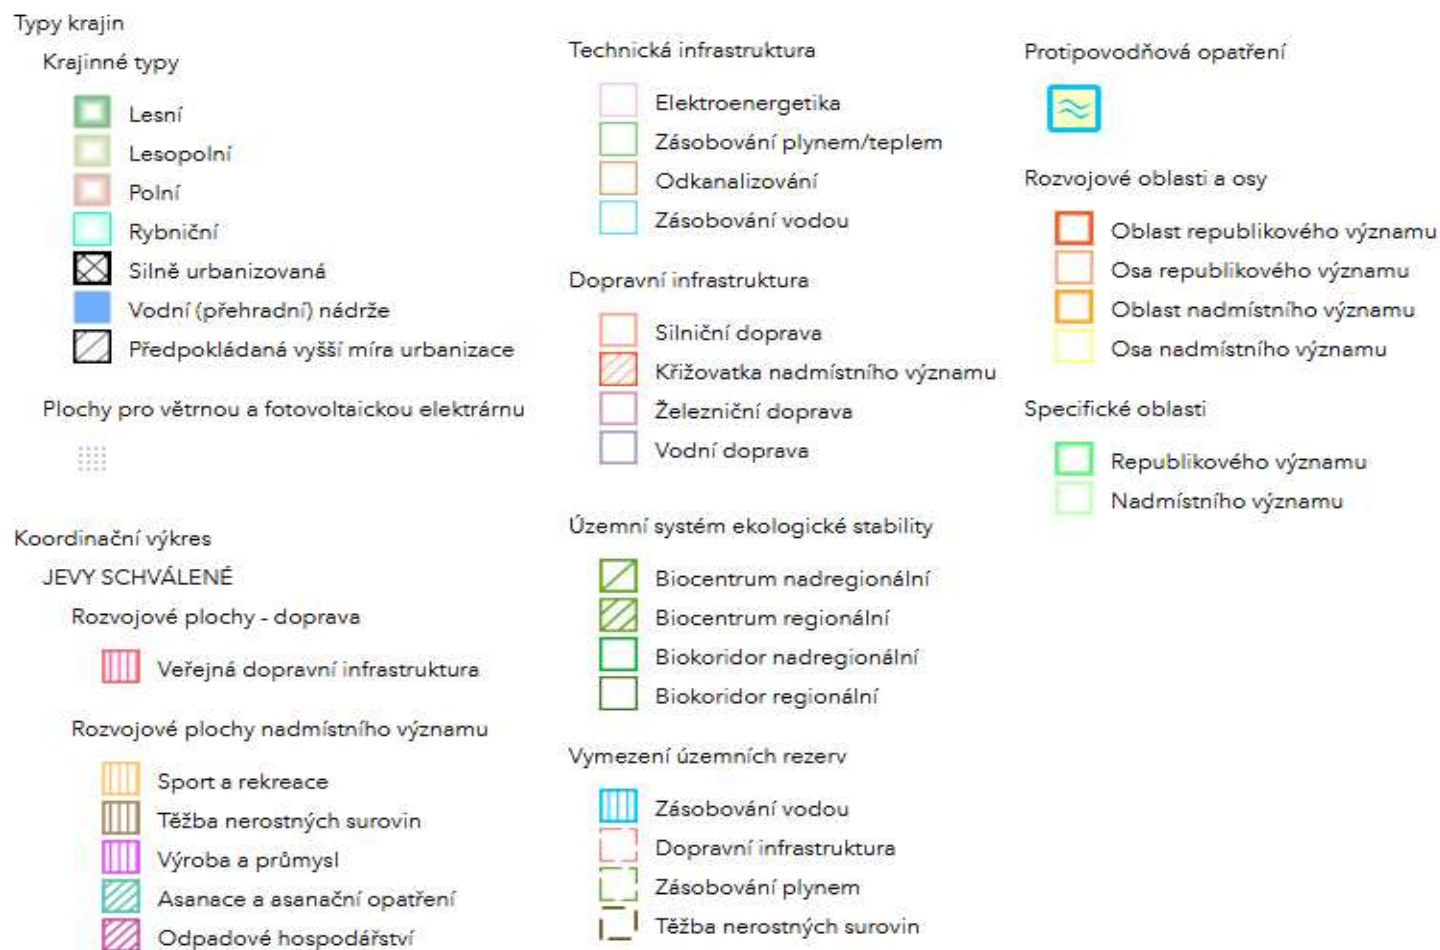 Typy krajin
Krajinné typy
Lesní
Lesopolní
Polní
Rybniční
Silně urbanizovaná
Vodní (přehradní) nádrže
Předpokládaná vyšší míra urbanizace
Plochy pro větrnou a fotovoltaickou elektrárnu
Koordinační výkres
JEVY SCHVÁLENÉ
Rozvojové plochy - doprava
Veřejná dopravní infrastruktura
Rozvojové plochy nadmístního významu
Sport a rekreace
Těžba nerostných surovin
Výroba a průmysl
Asanace a asanační opatření
Odpadové hospodářství
Technická infrastruktura
Elektroenergetika
Zásobování plynem/teplem
Odkanalizování
Zásobování vodou
Dopravní infrastruktura
Silniční doprava
Křižovatka nadmístního významu
Železniční doprava
Vodní doprava
Územní systém ekologické stability
Biocentrum nadregionální
Biocentrum regionální
Biokoridor nadregionální
Biokoridor regionální
Vymezení územních rezerv
Zásobování vodou
Dopravní infrastruktura
Zásobování plynem
Těžba nerostných surovin
Protipovodňová opatření
Rozvojové oblasti a osy
Oblast republikového významu
Osa republikového významu
Oblast nadmístního významu
Osa nadmístního významu
Specifické oblasti
Republikového významu
Nadmístního významu